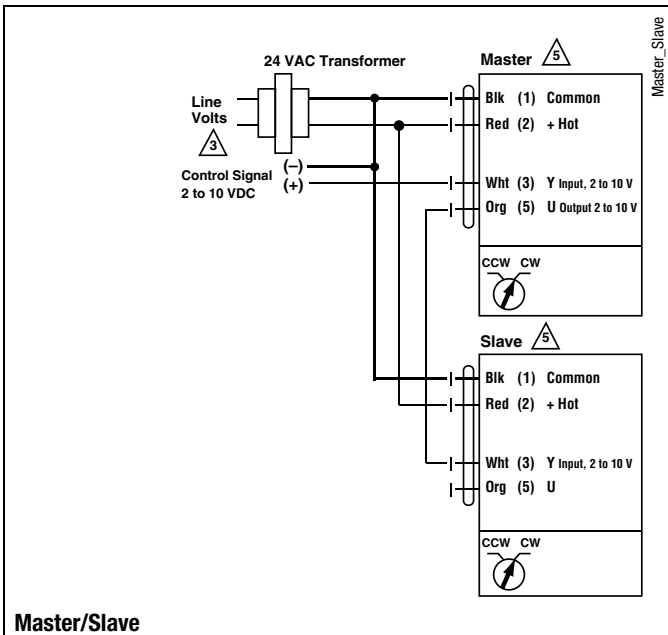 Master_Slave
24 VAC Transformer
Line
Volts
3
Control Signal
2 to 10 VDC
(–)
(+)
Master 5
Blk (1) Common
Red (2) + Hot
Wht (3) Y Input, 2 to 10 V
Org (5) U Output 2 to 10 V
CCW CW
Slave 5
Blk (1) Common
Red (2) + Hot
Wht (3) Y Input, 2 to 10 V
Org (5) U
CCW CW
Master/Slave